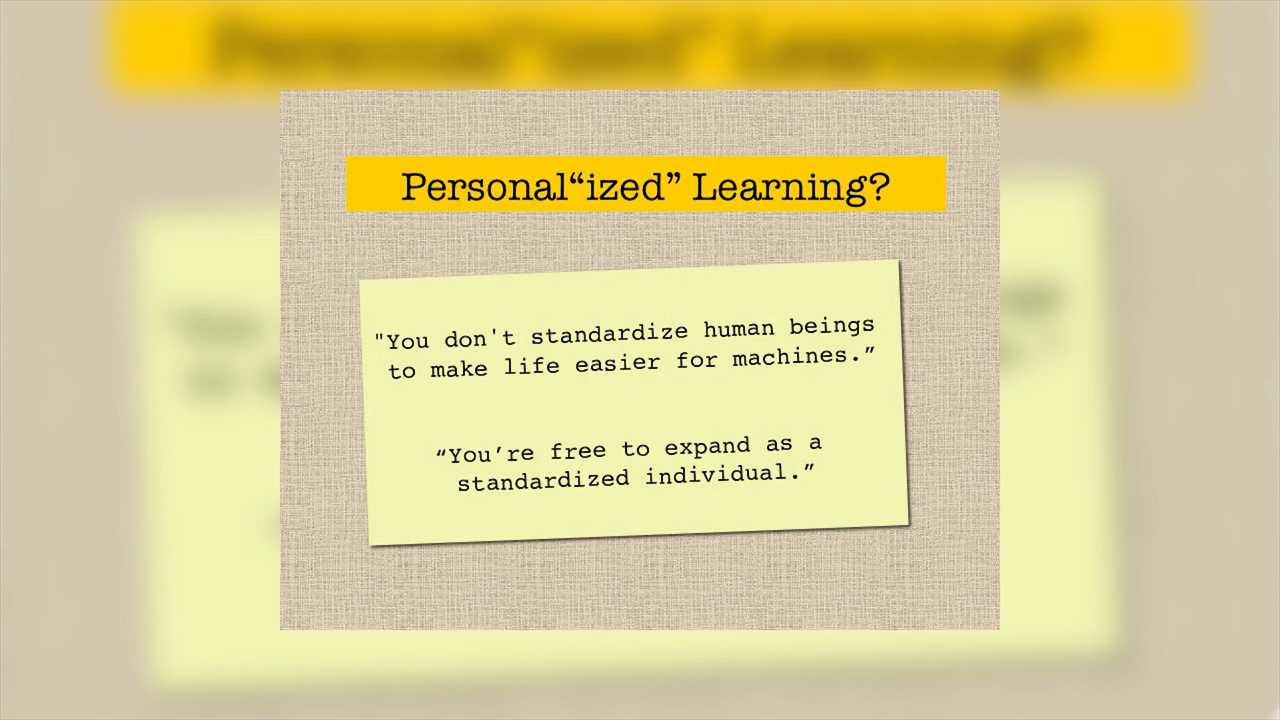 Personal“ized” Learning?
"You don't standardize human beings
to make life easier for machines.”
“You’re free to expand as a
standardized individual.”